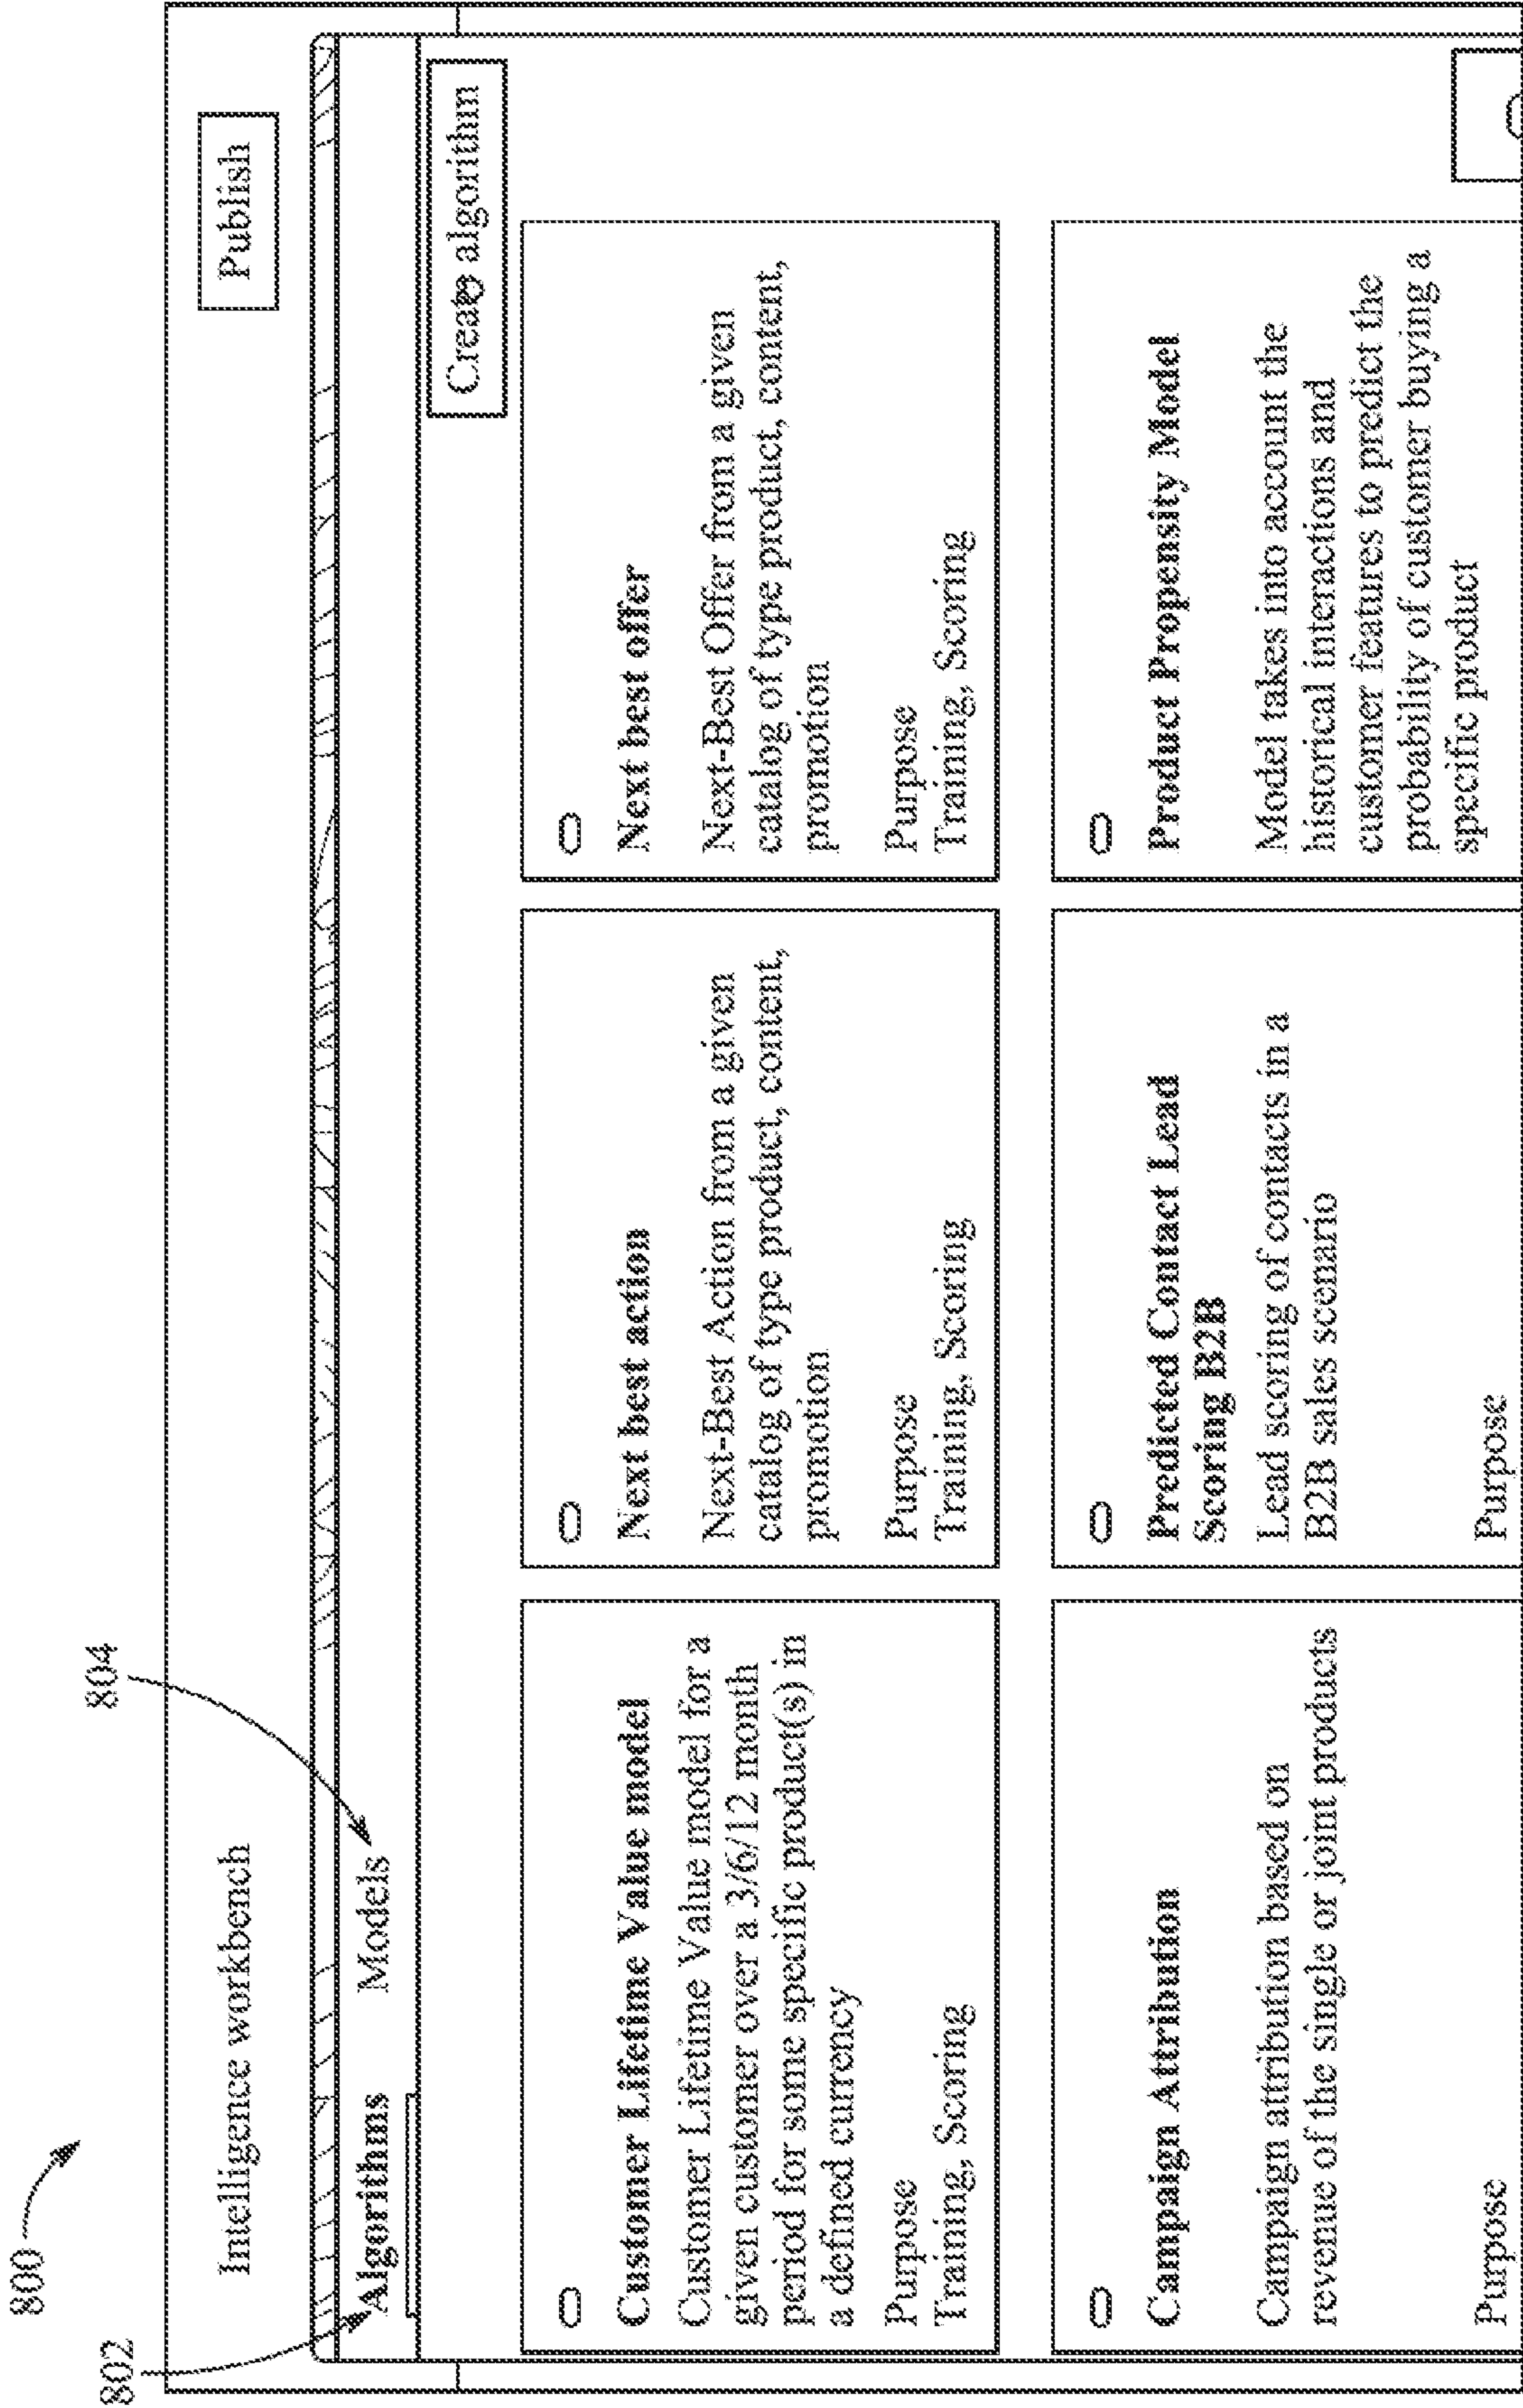 800
802
804
Intelligence workbench
Publish
Algorithms
Models
Create algorithm
Customer Lifetime Value model
Customer Lifetime Value model for a
given customer over a 3/6/12 month
period for some specific product(s) in
a defined currency
Purpose
Training, Scoring
Next best action
Next-Best Action from a given
catalog of type product, content,
promotion
Purpose
Training, Scoring
Next best offer
Next-Best Offer from a given
catalog of type product, content,
promotion
Purpose
Training, Scoring
Campaign Attribution
Campaign attribution based on
revenue of the single or joint products
Purpose
Predicted Contact Lead
Scoring B2B
Lead scoring of contacts in a
B2B sales scenario
Purpose
Product Propensity Model
Model takes into account the
historical interactions and
customer features to predict the
probability of customer buying a
specific product